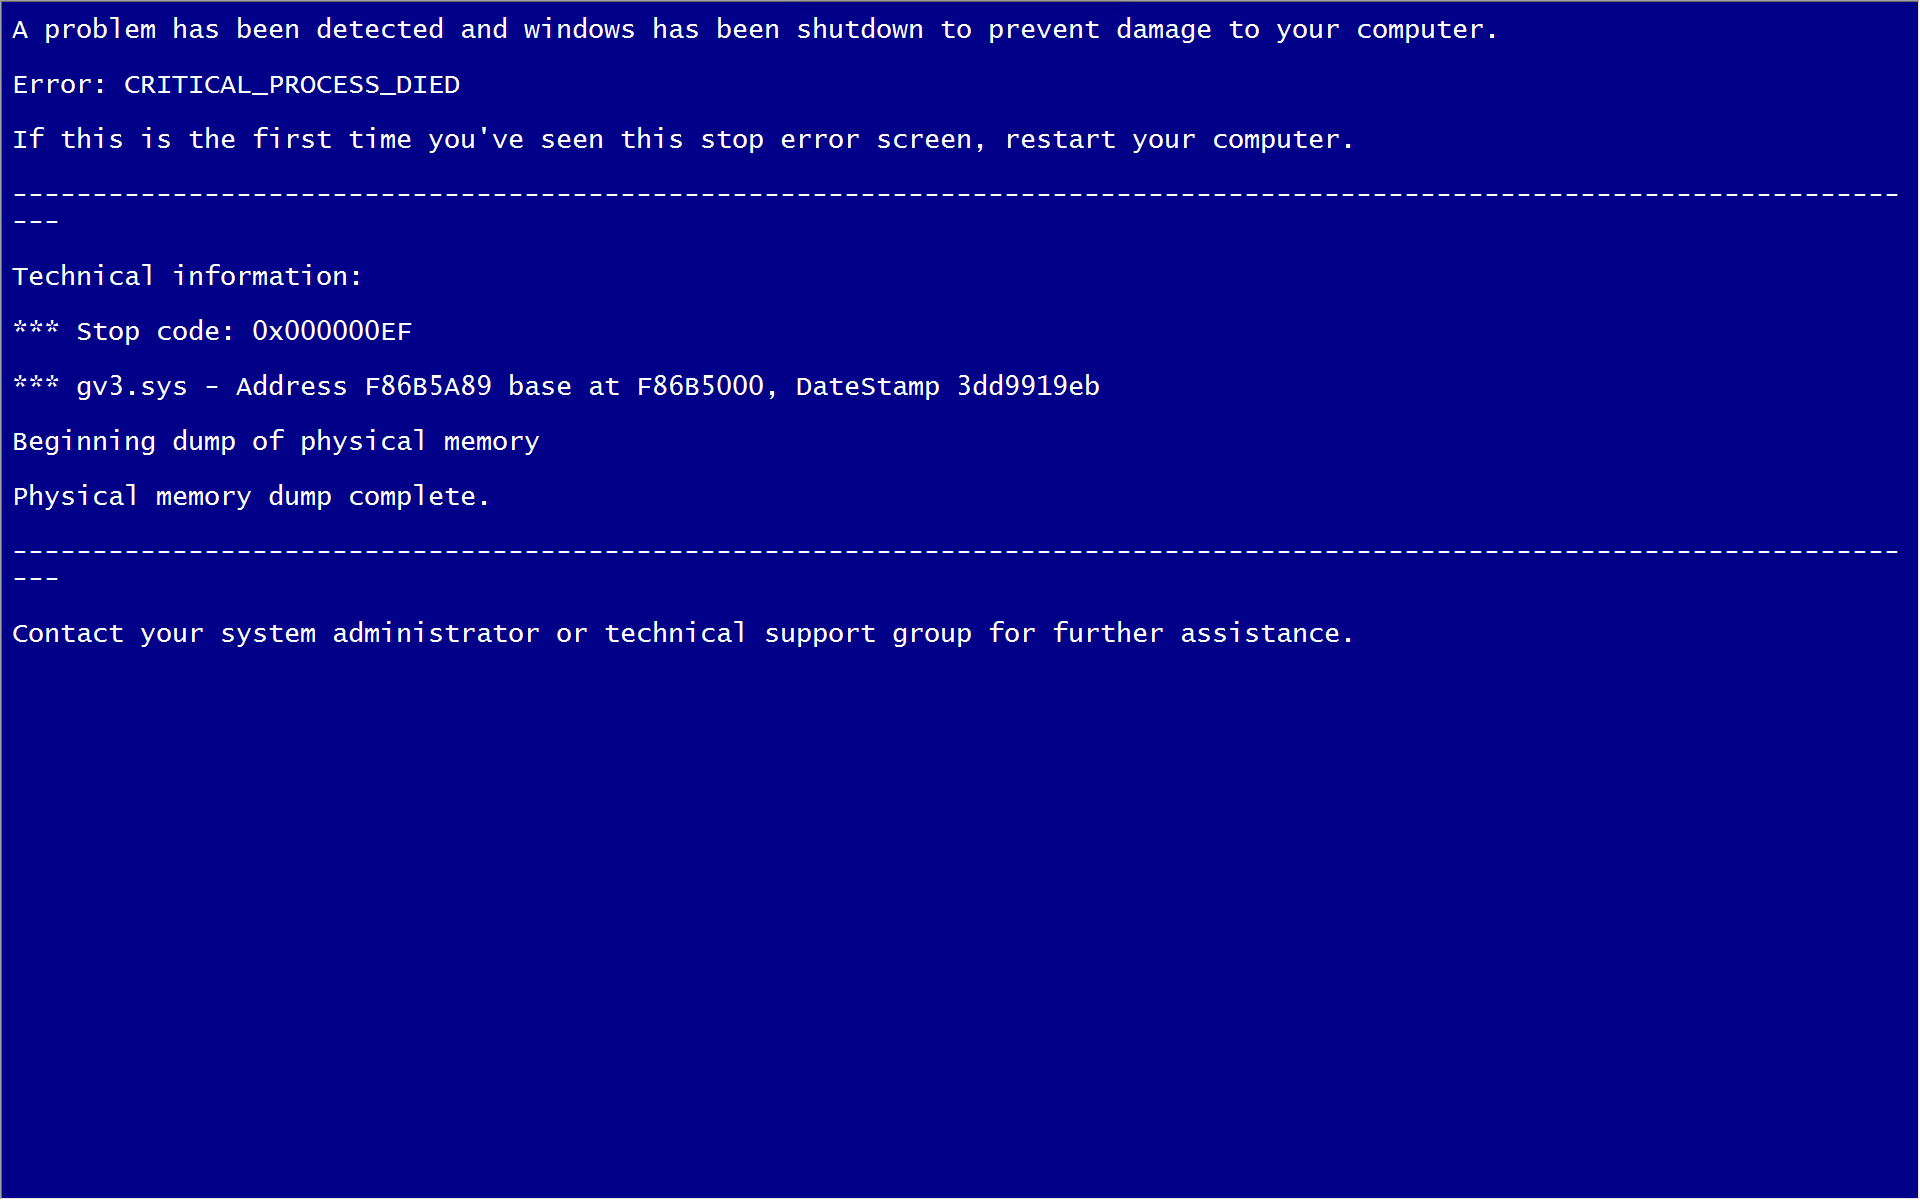 A problem has been detected and windows has been shutdown to prevent damage to your computer.
Error: CRITICAL_PROCESS_DIED
If this is the first time you've seen this stop error screen, restart your computer.
----------------------------------------------------------------------------------------------------------------------
---
Technical information:
*** Stop code: 0x000000EF
*** gv3.sys - Address F86B5A89 base at F86B5000, DateStamp 3dd9919eb
Beginning dump of physical memory
Physical memory dump complete.
----------------------------------------------------------------------------------------------------------------------
---
Contact your system administrator or technical support group for further assistance.